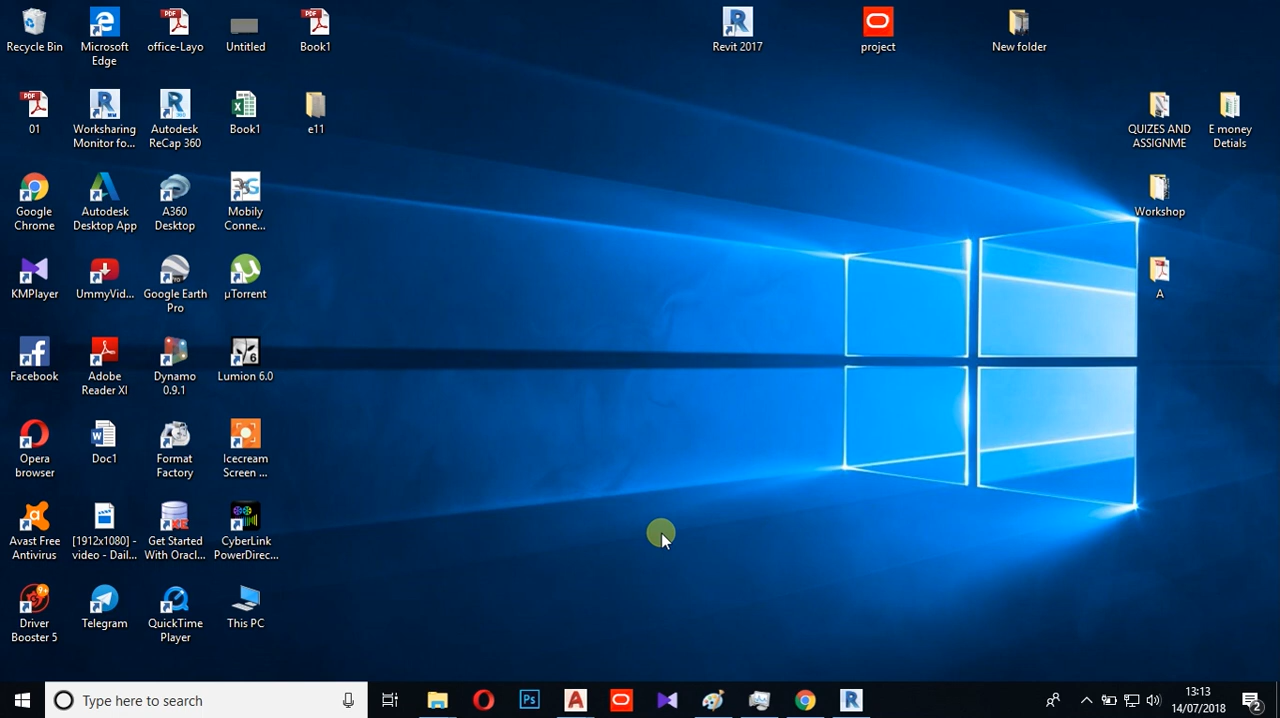 Recycle Bin
Microsoft
Edge
office-Layo
Untitled
Book1
Revit 2017
project
New folder
01
Worksharing
Monitor fo...
Autodesk
ReCap 360
Book1
e11
QUIZES AND
ASSIGNME
E money
Detials
Google
Chrome
Autodesk
Desktop App
A360
Desktop
Mobily
Conne...
Workshop
KMPlayer
UmmyVid...
Google Earth
Pro
µTorrent
A
Facebook
Adobe
Reader XI
Dynamo
0.9.1
Lumion 6.0
Opera
browser
Doc1
Format
Factory
Icecream
Screen ...
Avast Free
Antivirus
[1912x1080] -
video - Dail...
Get Started
With Oracl...
CyberLink
PowerDirec...
Driver
Booster 5
Telegram
QuickTime
Player
This PC
Type here to search
13:13
14/07/2018